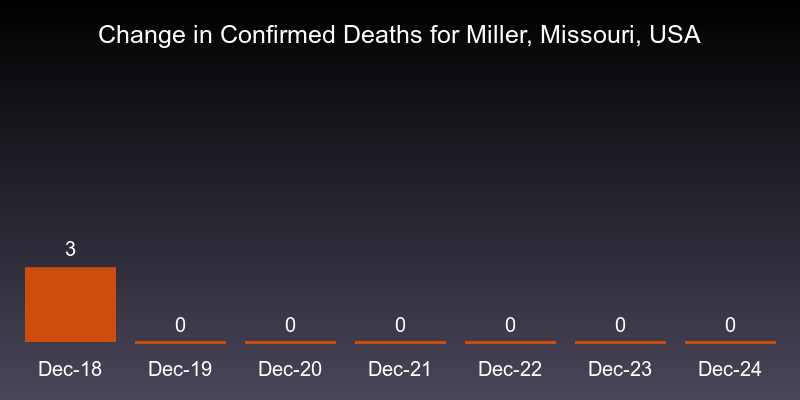 Change in Confirmed Deaths for Miller, Missouri, USA
3
0 0 0 0 0 0
Dec-18 Dec-19 Dec-20 Dec-21 Dec-22 Dec-23 Dec-24